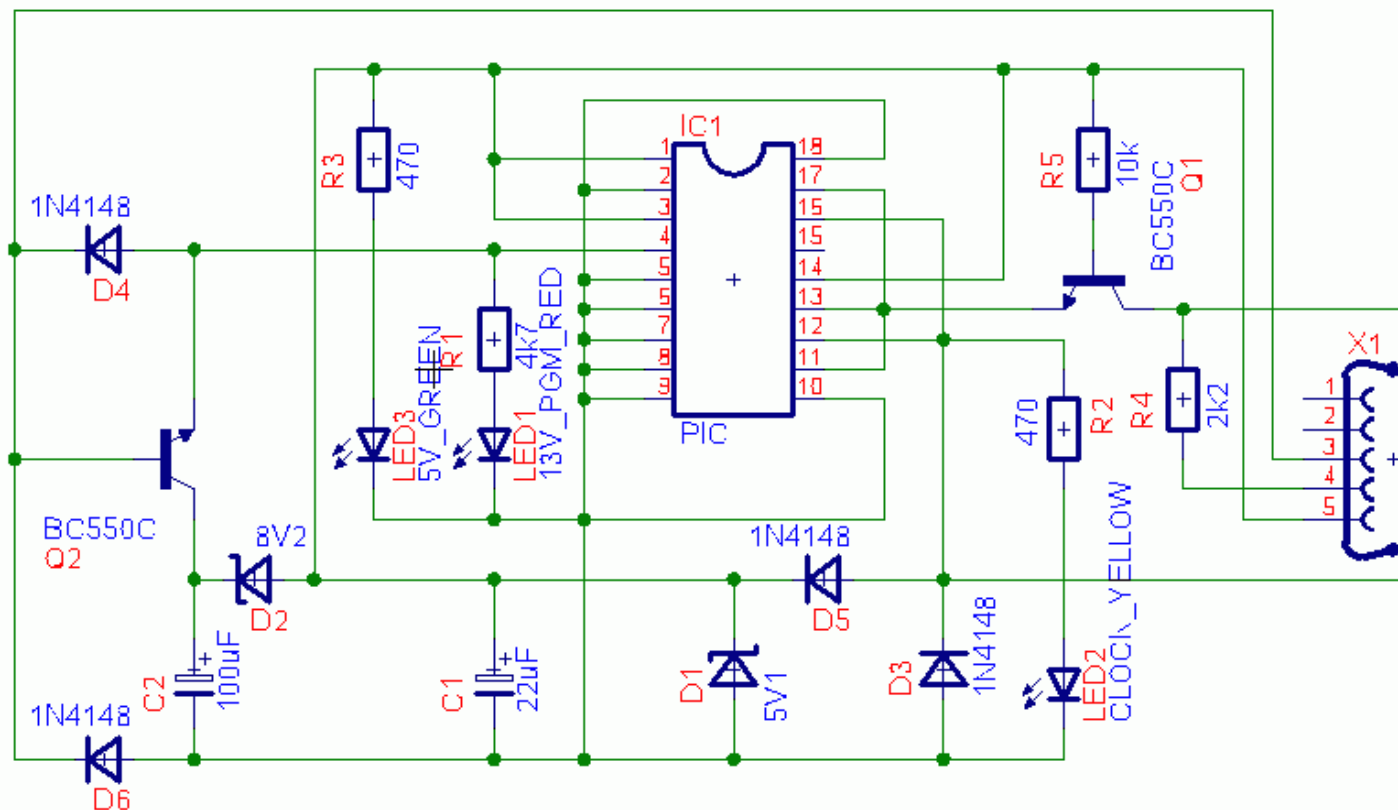 IC1
PIC
1
2
3
4
5
6
7
8
9
18
17
15
15
14
13
12
11
10
R3
470
R5
10k
BC550C
Q1
1N4148
D4
R1
4k7
LED3
5V_GREEN
LED1
13V_PGM_RED
470
R2
R4
2k2
X1
1
2
3
4
5
BC550C
Q2
8V2
D2
1N4148
D5
C2
100uF
C1
22uF
D1
5V1
D3
1N4148
LED2
CLOCK_YELLOW
1N4148
D6